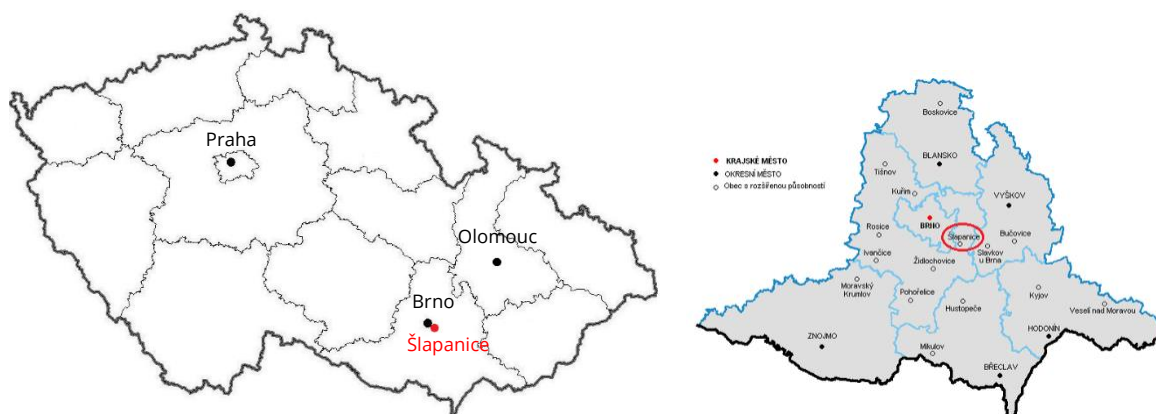 Praha
Olomouc
Brno
Šlapanice
KRAJSKÉ MĚSTO
OKRESNÍ MĚSTO
Obec s rozšířenou působností
Boskovice
BLANSKO
Tišnov
Kuřim
VYŠKOV
BRNO
Rosice
Šlapanice
Bučovice
Slavkov
u Brna
Ivančice
Židlochovice
Moravský
Krumlov
Pohořelice
Hustopeče
Kyjov
Veselí nad Moravou
ZNOJMO
HODONÍN
Mikulov
BŘECLAV